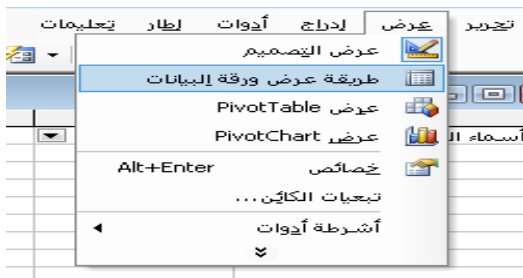 تحرير عرض إدراج أدوات إطار تعليمات
عرض التصميم
طريقة عرض ورقة البيانات
عرض PivotTable
عرض PivotChart
خصائص Alt+Enter
تبعيات الكائن...
أشرطة أدوات
أسماء